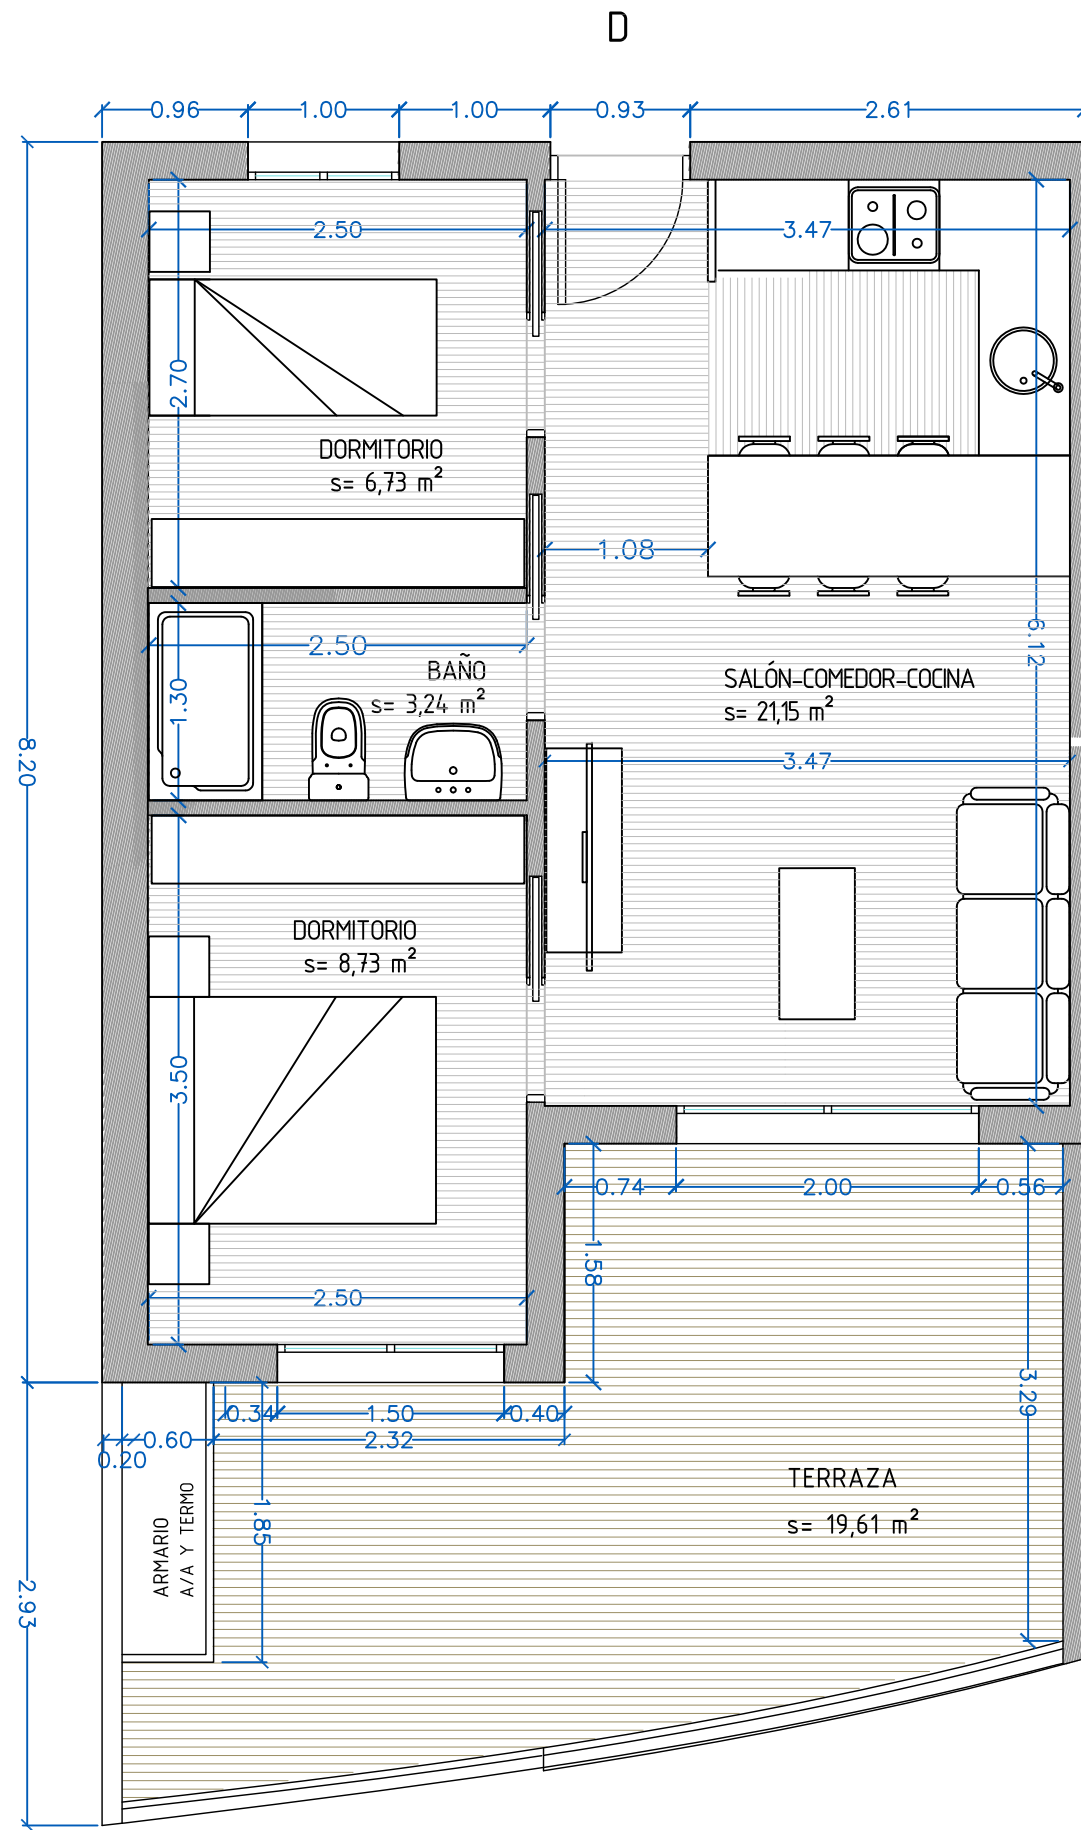 D
0.96 1.00 1.00 0.93 2.61
2.50 3.47
2.70
DORMITORIO
s= 6,73 m²
1.08
2.50
6.12
BAÑO
s= 3,24 m²
1.30
SALÓN-COMEDOR-COCINA
s= 21,15 m²
8.20
3.47
DORMITORIO
s= 8,73 m²
3.50
0.74 2.00 0.56
1.58
2.50
3.29
0.34 1.50 0.40
0.60 2.32
0.20
TERRAZA
s= 19,61 m²
1.85
ARMARIO
A/A Y TERMO
2.93